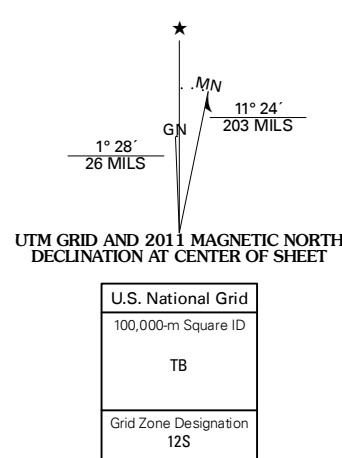 ★
MN
11° 24´
203 MILS
GN
1° 28´
26 MILS
UTM GRID AND 2011 MAGNETIC NORTH
DECLINATION AT CENTER OF SHEET
U.S. National Grid
100,000-m Square ID
TB
Grid Zone Designation
12S